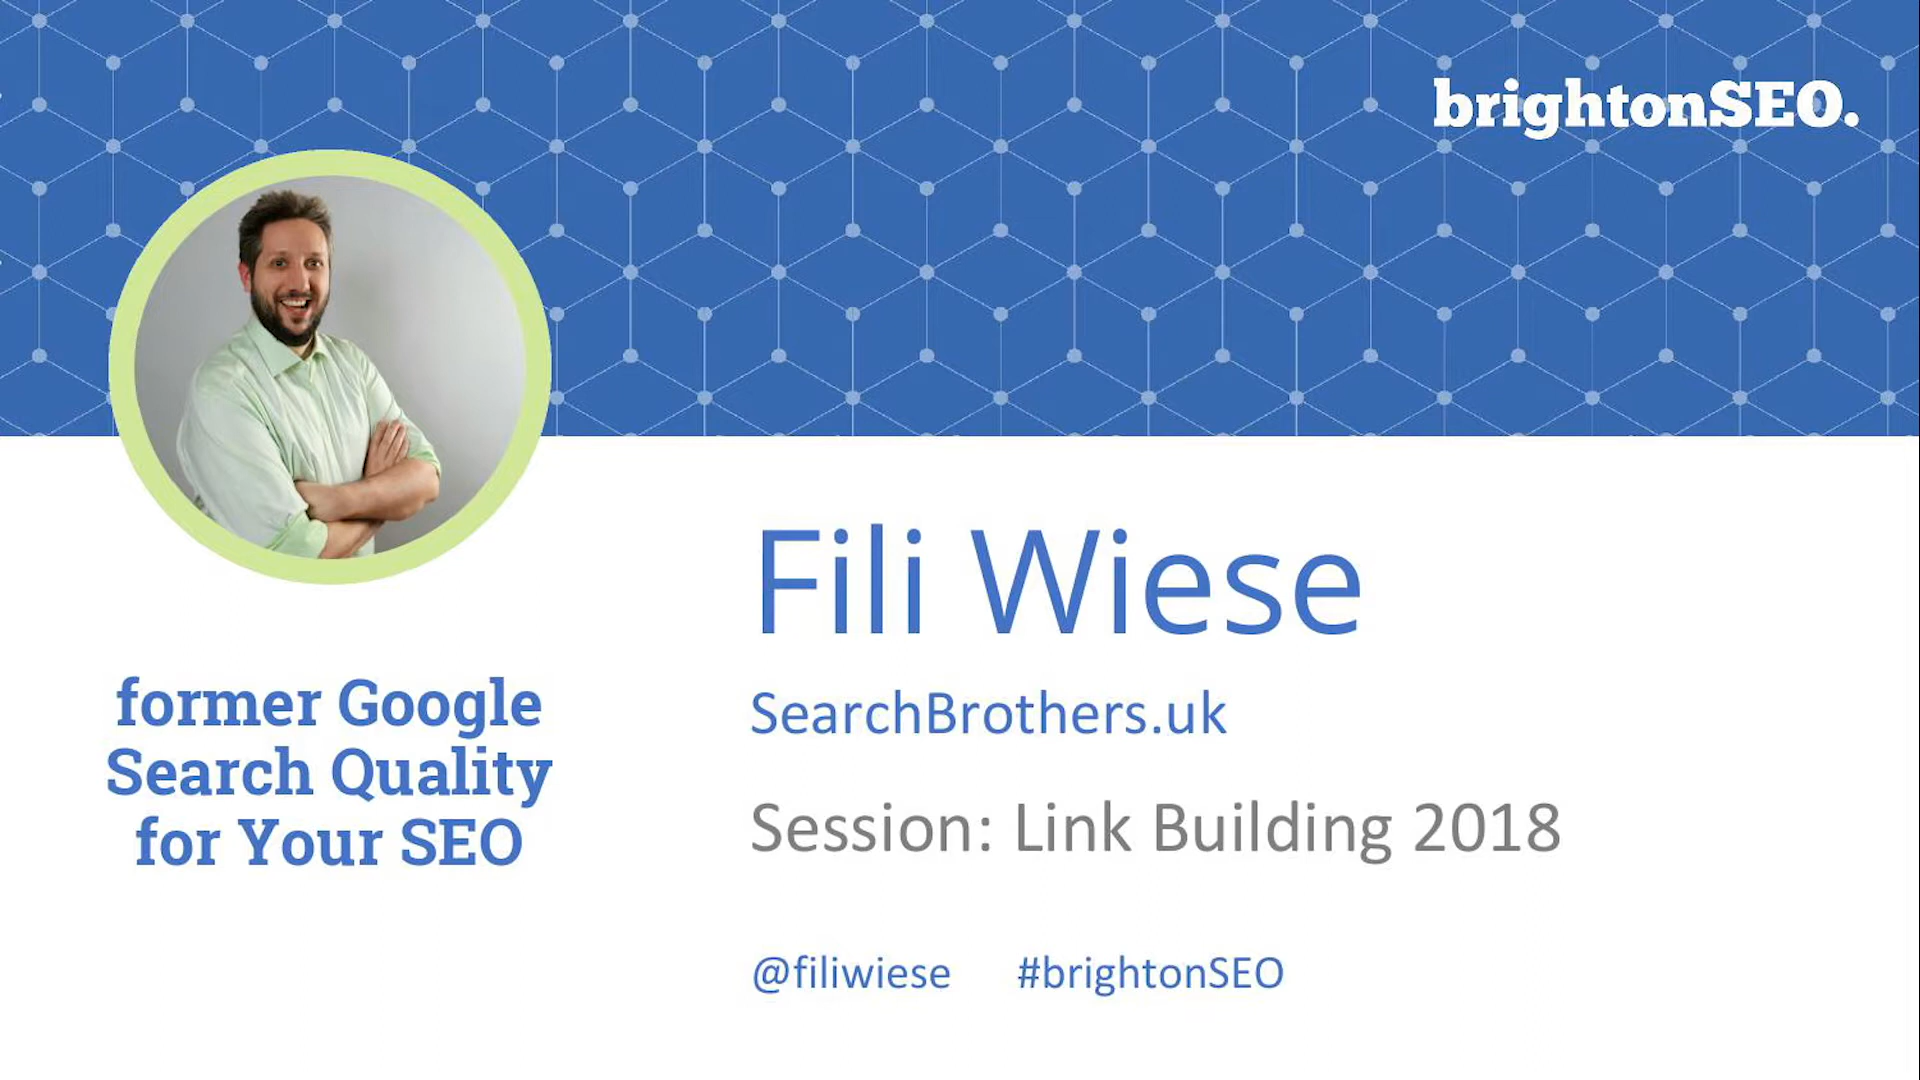 brightonSEO.
Fili Wiese
SearchBrothers.uk
former Google
Search Quality
for Your SEO
Session: Link Building 2018
@filiwiese #brightonSEO